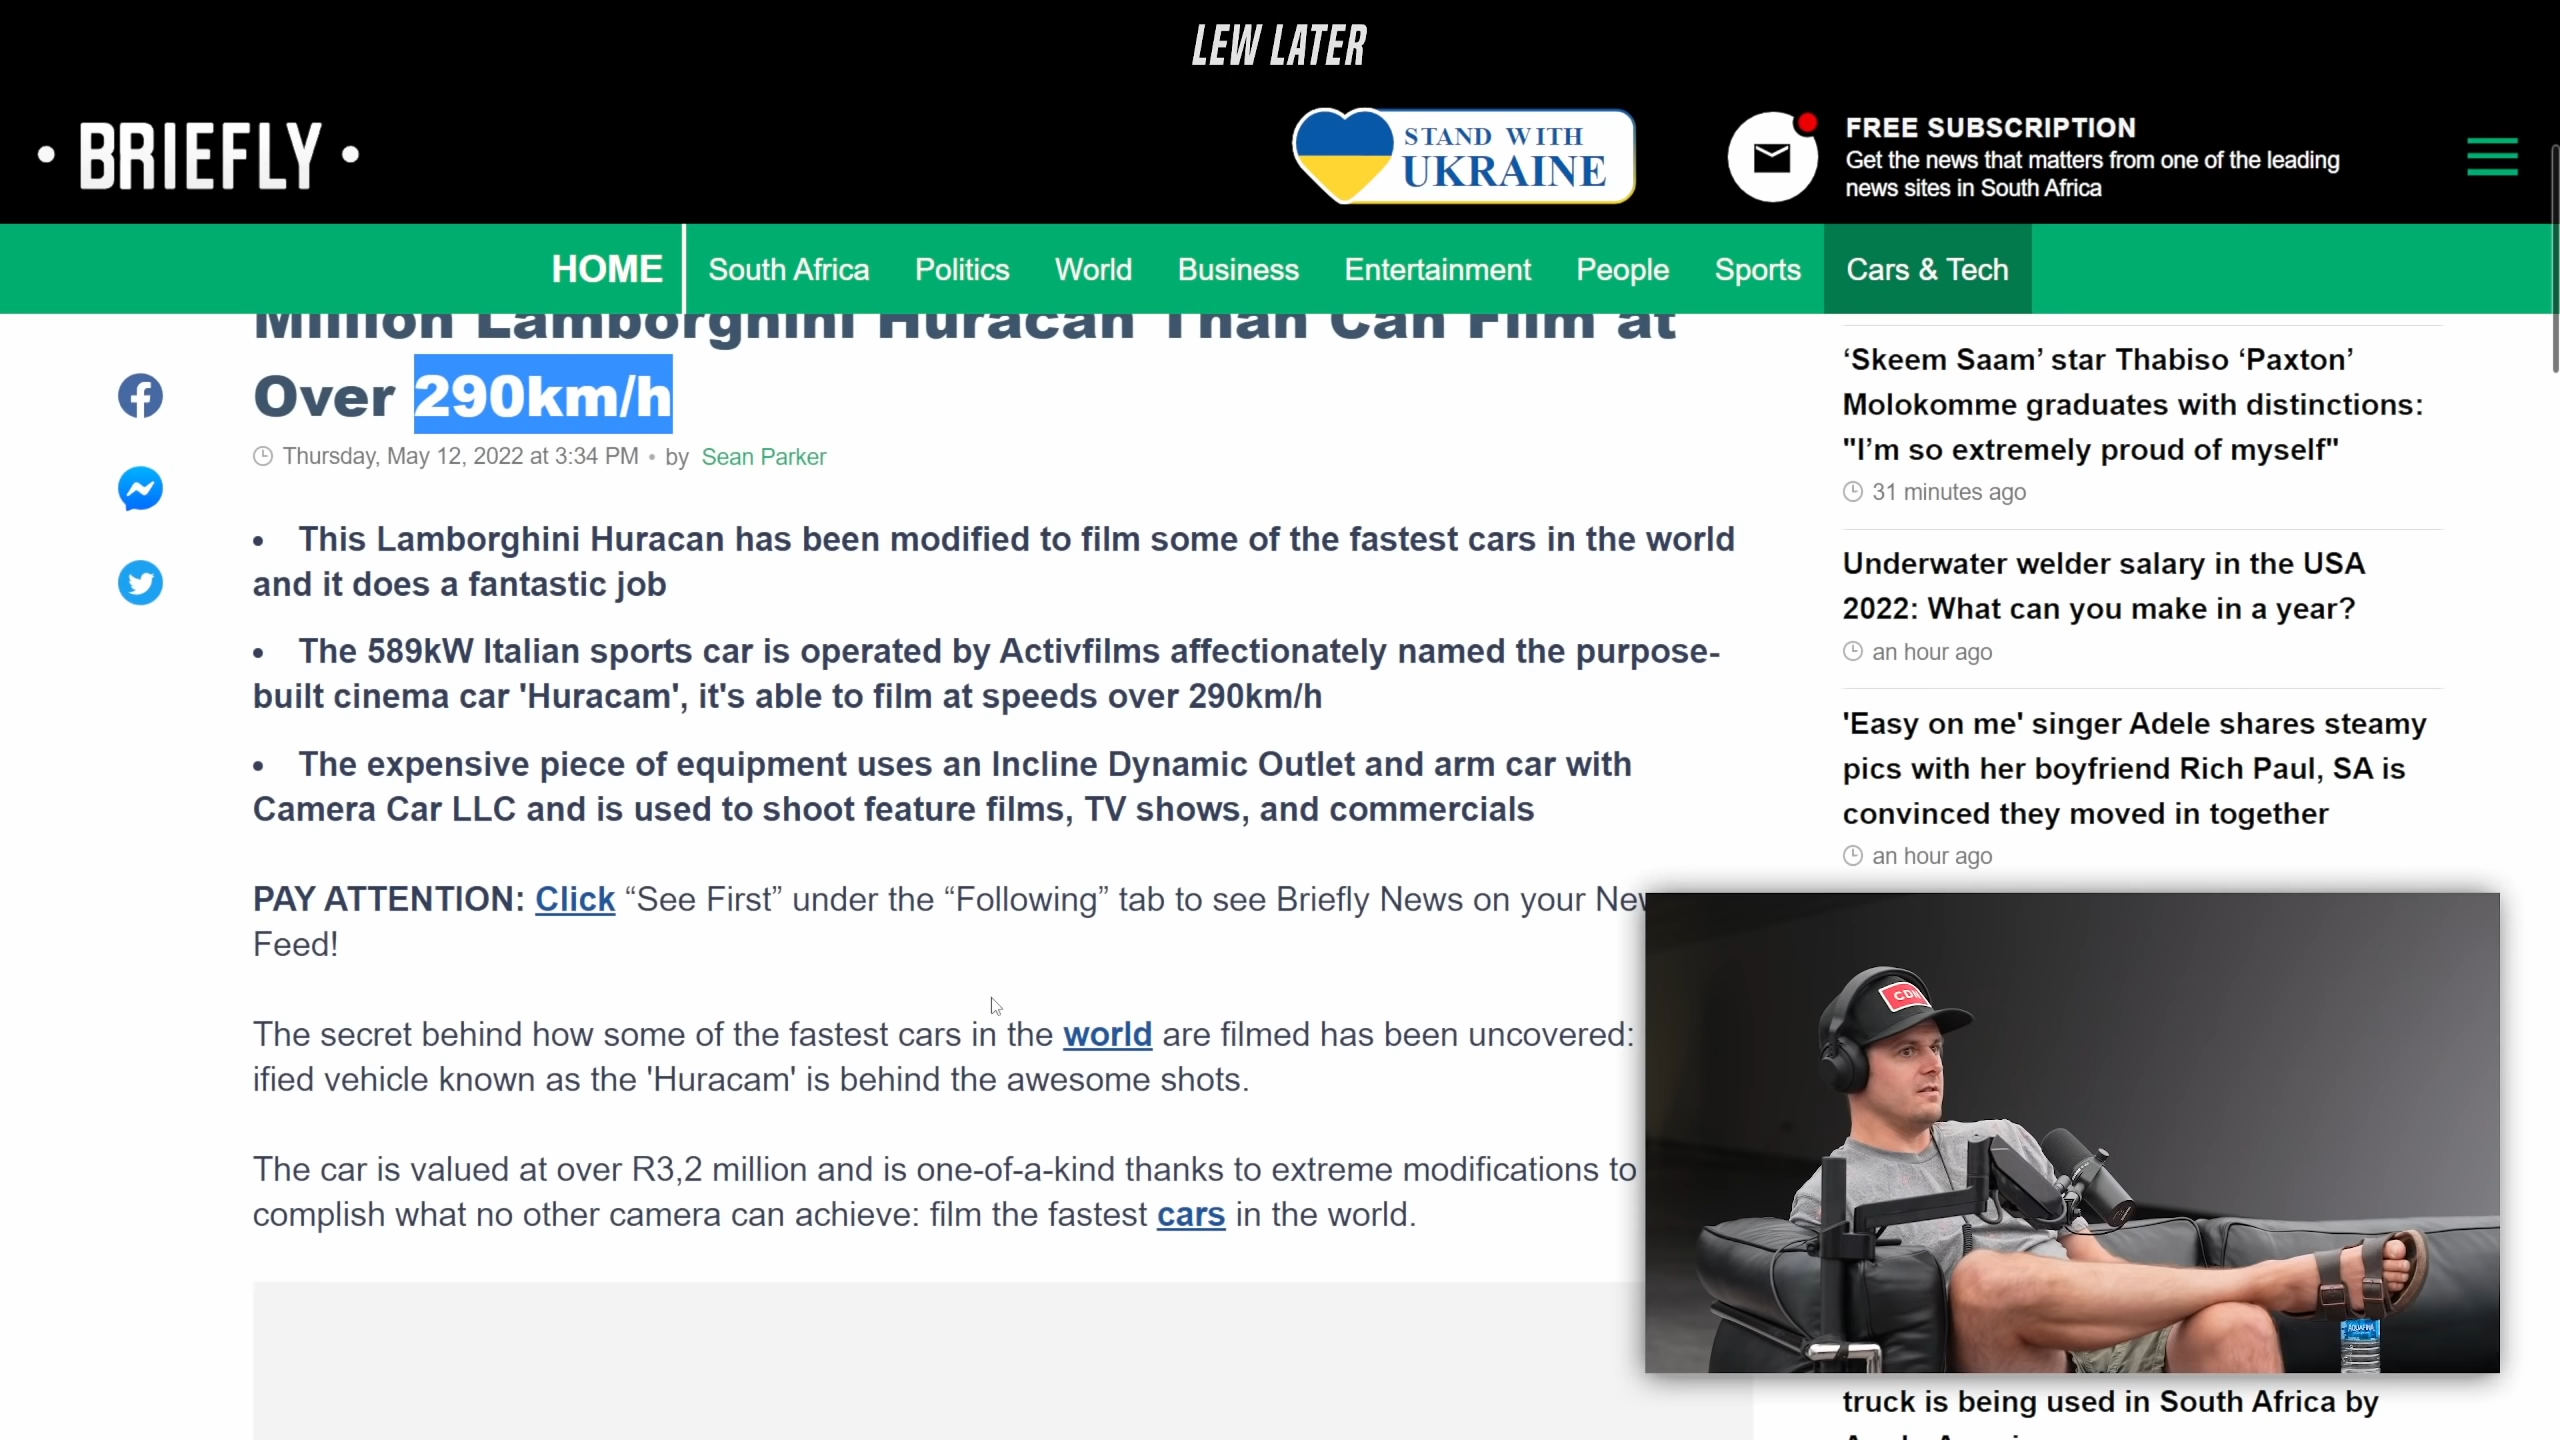 LEW LATER
• BRIEFLY •
STAND WITH
UKRAINE
FREE SUBSCRIPTION
Get the news that matters from one of the leading
news sites in South Africa
HOME South Africa Politics World Business Entertainment People Sports Cars & Tech
Million Lamborghini Huracan Than Can Film at
Over 290km/h
Thursday, May 12, 2022 at 3:34 PM • by Sean Parker
• This Lamborghini Huracan has been modified to film some of the fastest cars in the world
and it does a fantastic job
• The 589kW Italian sports car is operated by Activfilms affectionately named the purpose-
built cinema car 'Huracam', it's able to film at speeds over 290km/h
• The expensive piece of equipment uses an Incline Dynamic Outlet and arm car with
Camera Car LLC and is used to shoot feature films, TV shows, and commercials
PAY ATTENTION: Click “See First” under the “Following” tab to see Briefly News on your
Feed!
The secret behind how some of the fastest cars in the world are filmed has been uncovered:
ified vehicle known as the 'Huracam' is behind the awesome shots.
The car is valued at over R3,2 million and is one-of-a-kind thanks to extreme modifications to
complish what no other camera can achieve: film the fastest cars in the world.
‘Skeem Saam’ star Thabiso ‘Paxton’
Molokomme graduates with distinctions:
"I’m so extremely proud of myself"
31 minutes ago
Underwater welder salary in the USA
2022: What can you make in a year?
an hour ago
'Easy on me' singer Adele shares steamy
pics with her boyfriend Rich Paul, SA is
convinced they moved in together
an hour ago
CDN
AQUAFINA
truck is being used in South Africa by